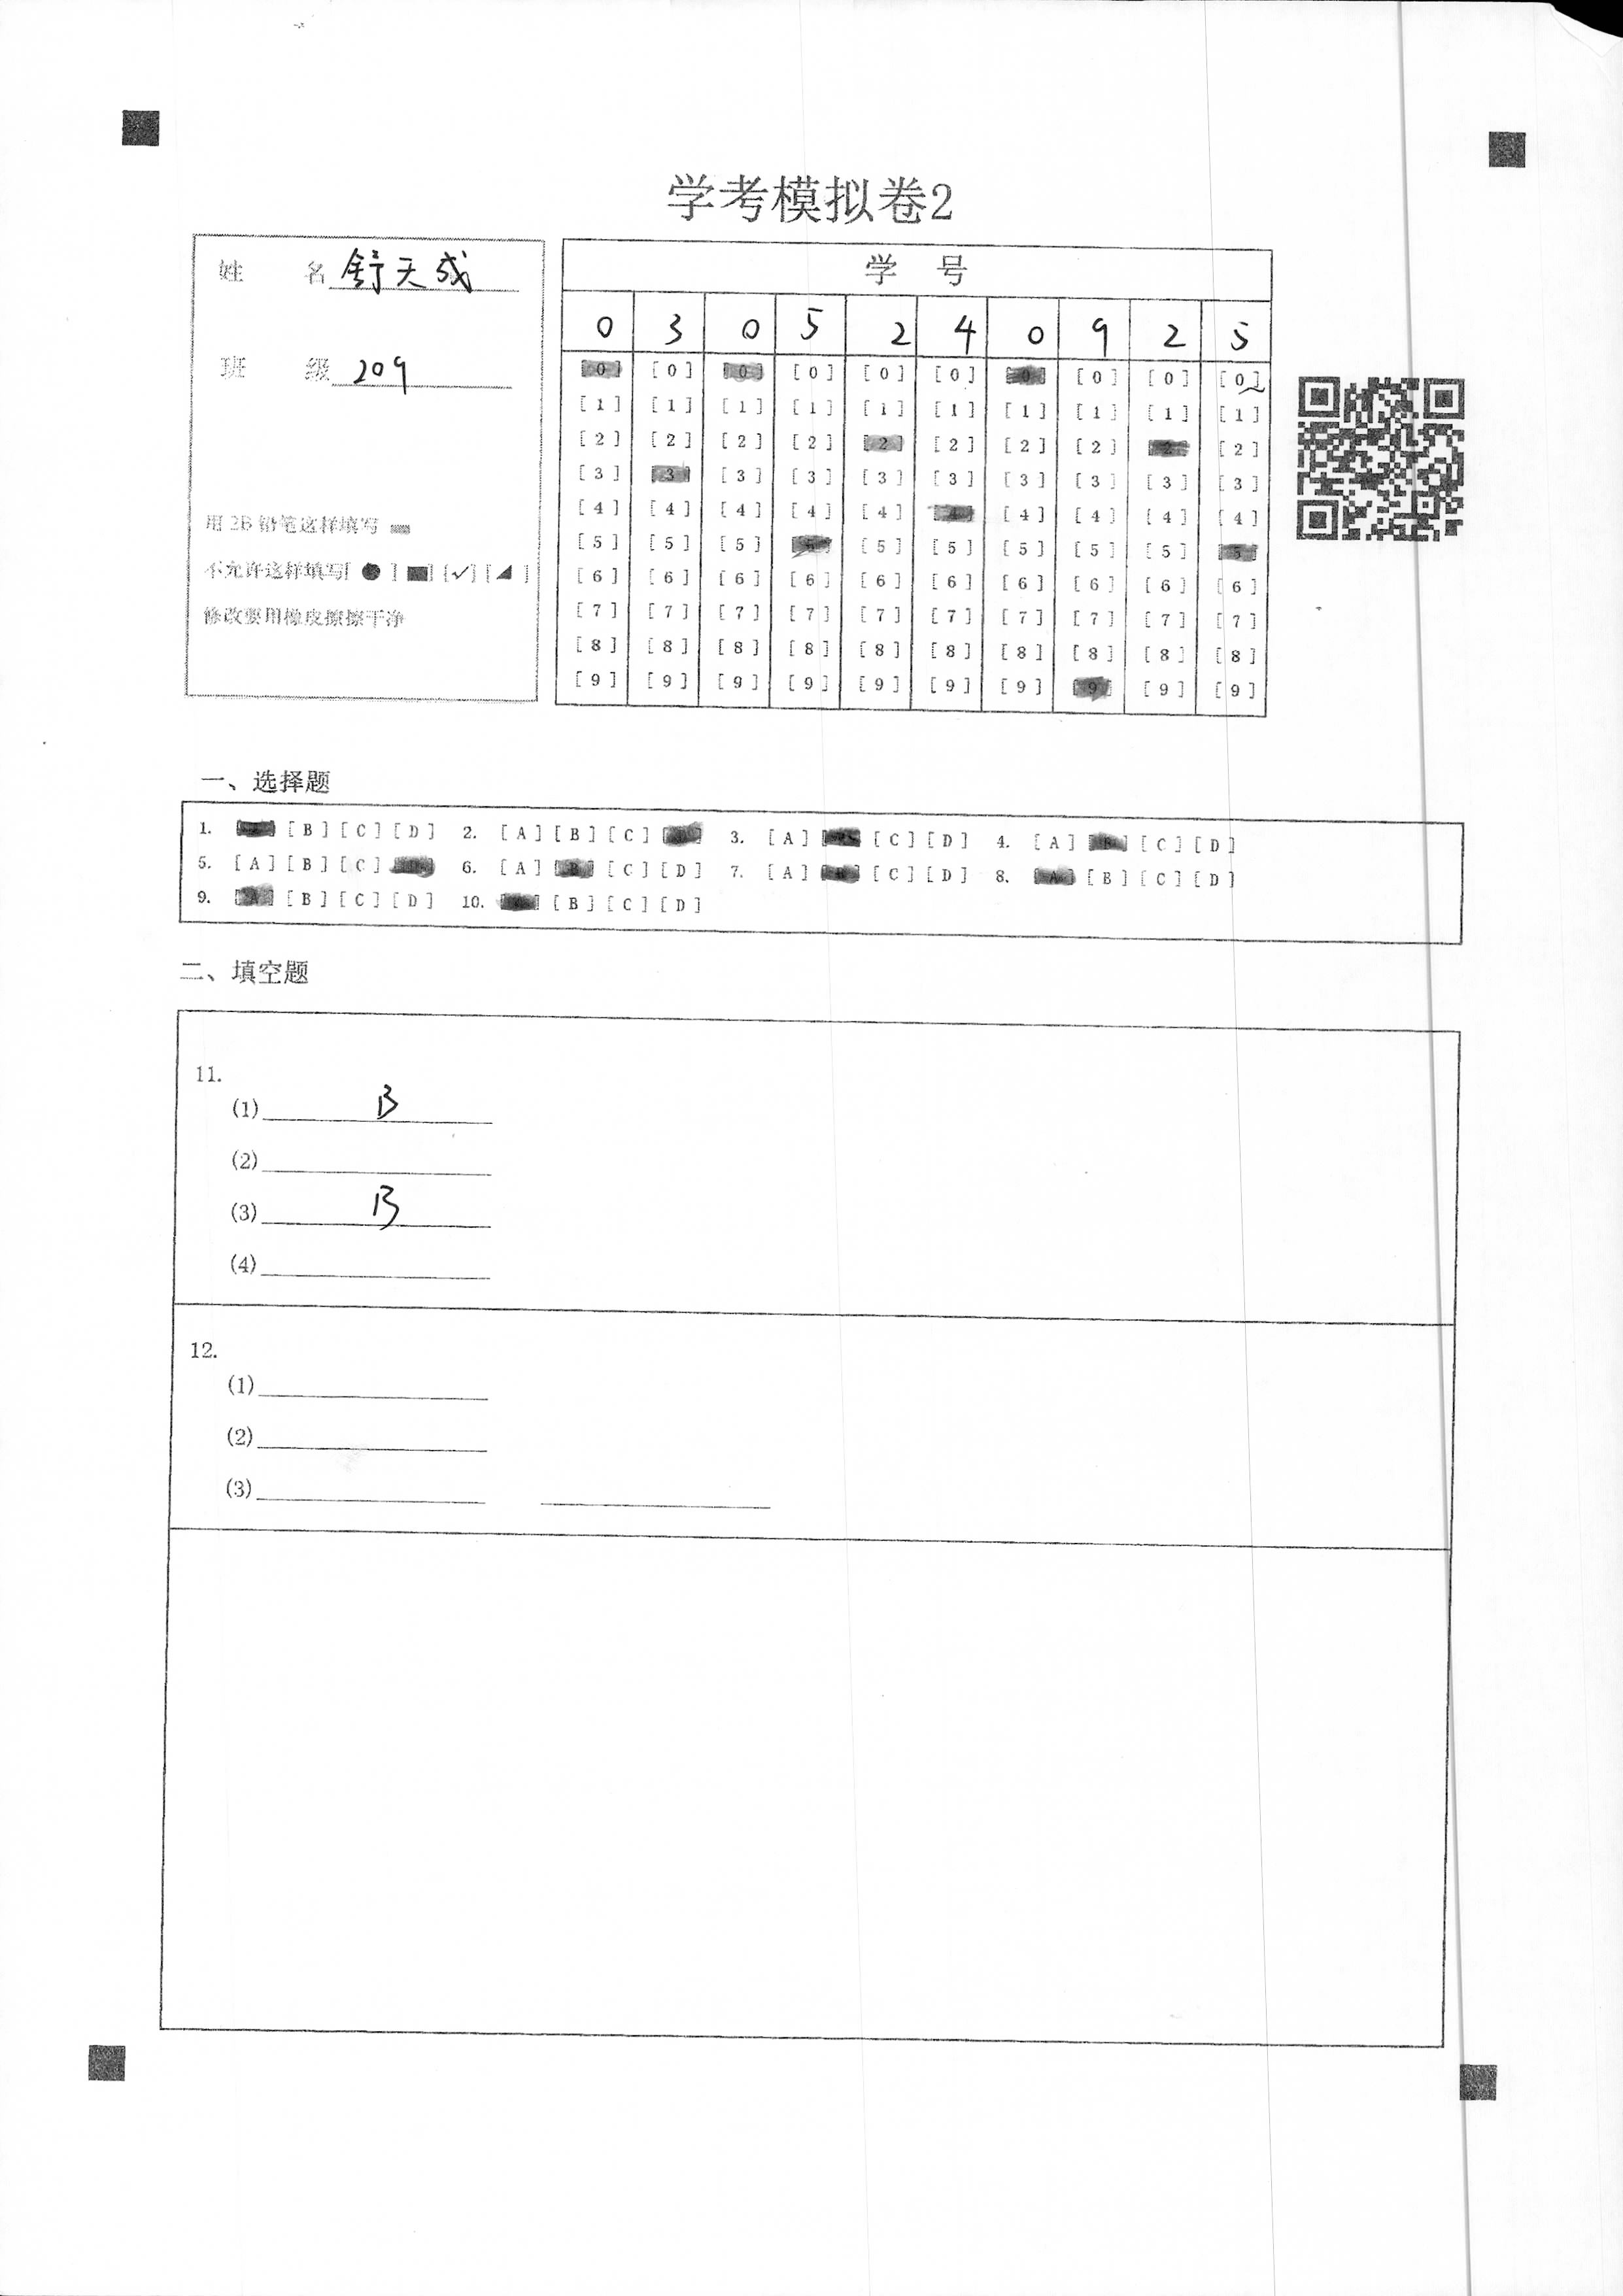 学考模拟卷2
姓 名 舒天成
班 级 209
用 2B 铅笔这样填写
不允许这样填写[ ● ] [■] [✓] [◢ ]
修改要用橡皮擦擦干净
学 号
0 3 0 5 2 4 0 9 2 5
[0] [0] [0] [0] [0] [0] [0] [0] [0] [0]
[1] [1] [1] [1] [1] [1] [1] [1] [1] [1]
[2] [2] [2] [2] [2] [2] [2] [2] [2] [2]
[3] [3] [3] [3] [3] [3] [3] [3] [3] [3]
[4] [4] [4] [4] [4] [4] [4] [4] [4] [4]
[5] [5] [5] [5] [5] [5] [5] [5] [5] [5]
[6] [6] [6] [6] [6] [6] [6] [6] [6] [6]
[7] [7] [7] [7] [7] [7] [7] [7] [7] [7]
[8] [8] [8] [8] [8] [8] [8] [8] [8] [8]
[9] [9] [9] [9] [9] [9] [9] [9] [9] [9]
一、选择题
1. [A] [B] [C] [D] 2. [A] [B] [C] [D] 3. [A] [B] [C] [D] 4. [A] [B] [C] [D]
5. [A] [B] [C] [D] 6. [A] [B] [C] [D] 7. [A] [B] [C] [D] 8. [A] [B] [C] [D]
9. [A] [B] [C] [D] 10. [A] [B] [C] [D]
二、填空题
11.
(1) B
(2)
(3) B
(4)
12.
(1)
(2)
(3)